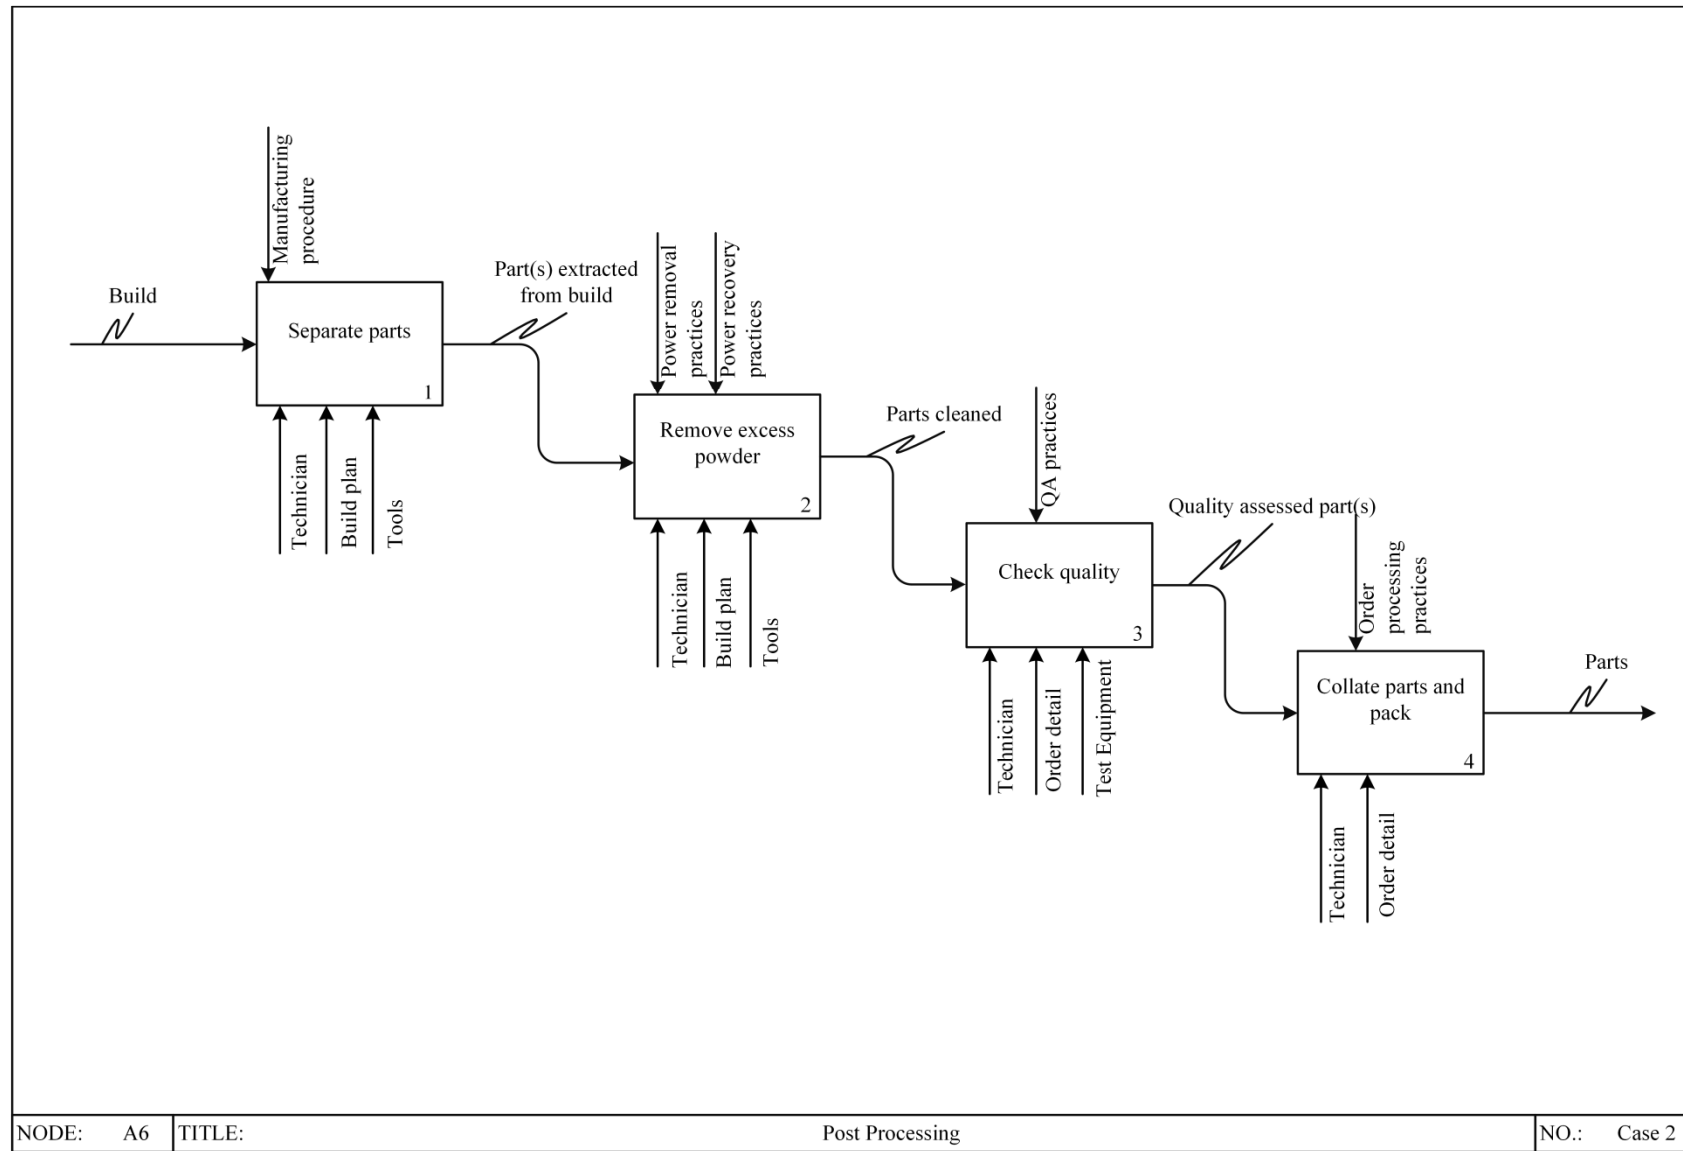 Manufacturing
procedure
Build
Separate parts
1
Technician
Build plan
Tools
Part(s) extracted
from build
Power removal
practices
Power recovery
practices
Remove excess
powder
2
Technician
Build plan
Tools
Parts cleaned
QA practices
Check quality
3
Technician
Order detail
Test Equipment
Quality assessed part(s)
Order
processing
practices
Collate parts and
pack
4
Technician
Order detail
Parts
NODE: A6 TITLE: Post Processing NO.: Case 2